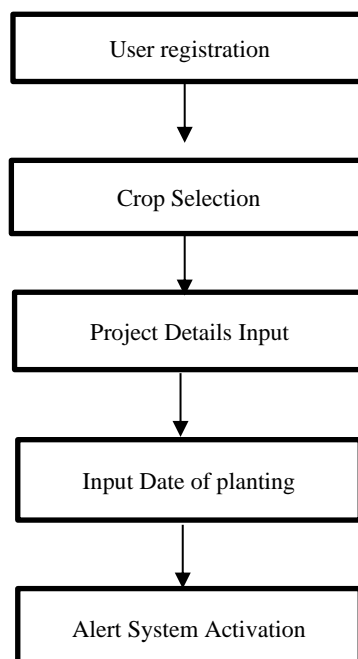 User registration
Crop Selection
Project Details Input
Input Date of planting
Alert System Activation